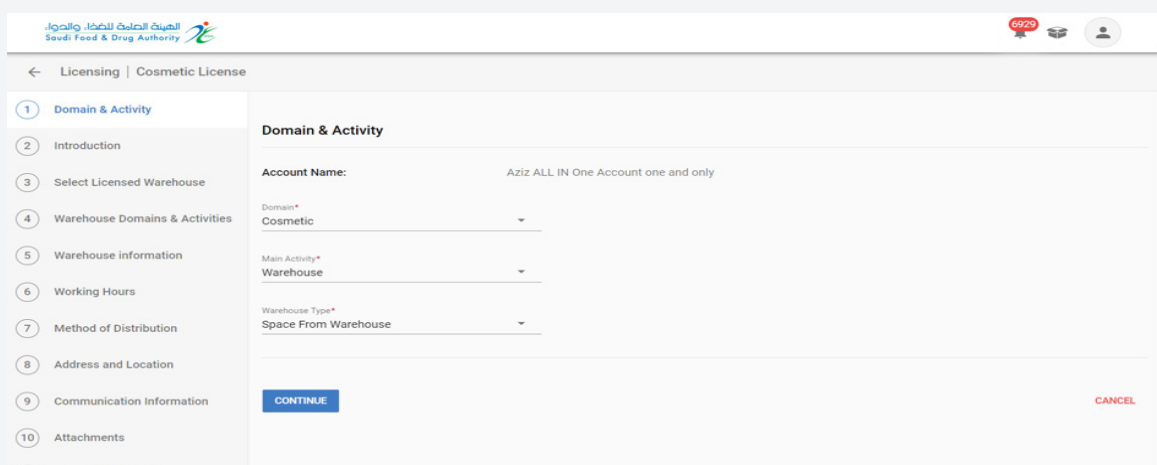 الهيئة العامة للغذاء والدواء
Saudi Food & Drug Authority
6929
Licensing | Cosmetic License
1 Domain & Activity
2 Introduction
3 Select Licensed Warehouse
4 Warehouse Domains & Activities
5 Warehouse information
6 Working Hours
7 Method of Distribution
8 Address and Location
9 Communication Information
10 Attachments
Domain & Activity
Account Name: Aziz ALL IN One Account one and only
Domain*
Cosmetic
Main Activity*
Warehouse
Warehouse Type*
Space From Warehouse
CONTINUE
CANCEL